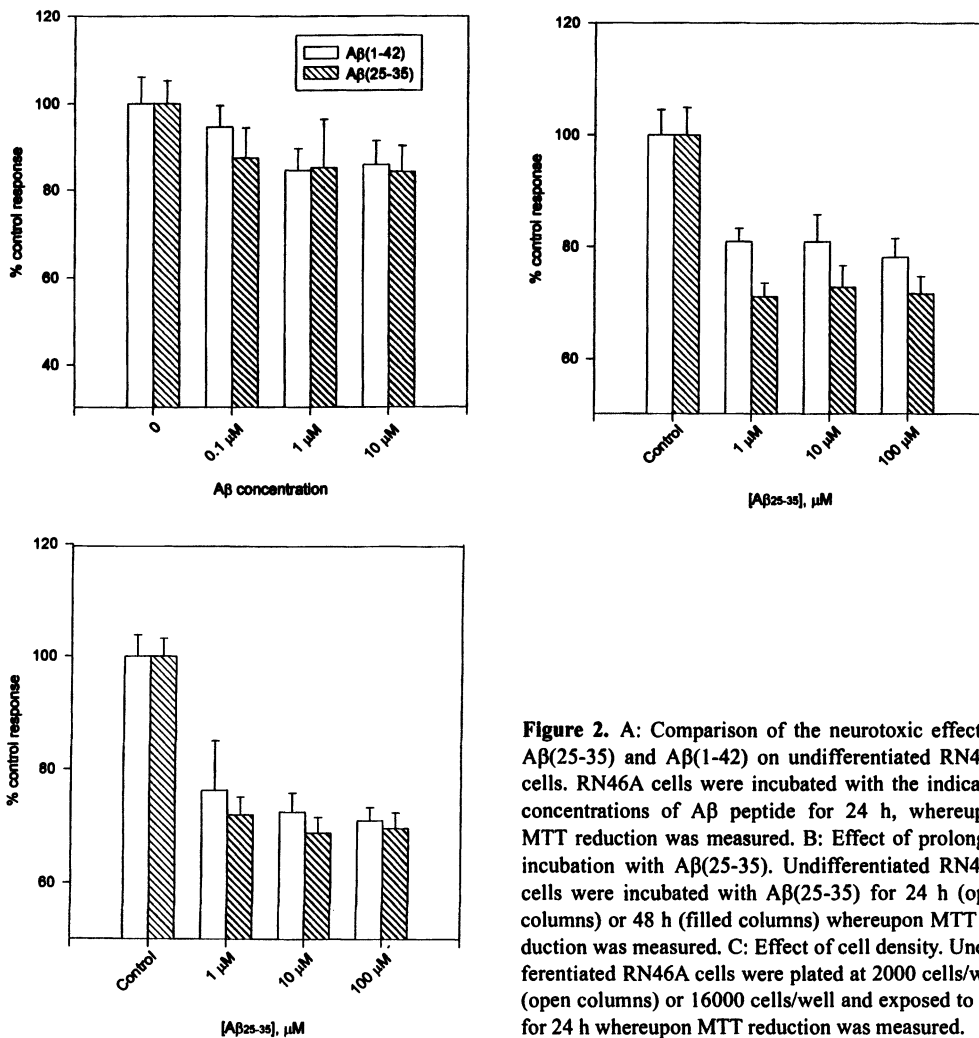 120
100
80
60
40
% control response
Aβ(1-42)
Aβ(25-35)
0
0.1 µM
1 µM
10 µM
Aβ concentration
120
100
80
60
% control response
Control
1 µM
10 µM
100 µM
[Aβ25-35], µM
120
100
80
60
% control response
Control
1 µM
10 µM
100 µM
[Aβ25-35], µM
Figure 2. A: Comparison of the neurotoxic effect
Aβ(25-35) and Aβ(1-42) on undifferentiated RN4
cells. RN46A cells were incubated with the indica
concentrations of Aβ peptide for 24 h, whereup
MTT reduction was measured. B: Effect of prolong
incubation with Aβ(25-35). Undifferentiated RN4
cells were incubated with Aβ(25-35) for 24 h (op
columns) or 48 h (filled columns) whereupon MTT
duction was measured. C: Effect of cell density. Und
ferentiated RN46A cells were plated at 2000 cells/w
(open columns) or 16000 cells/well and exposed to
for 24 h whereupon MTT reduction was measured.